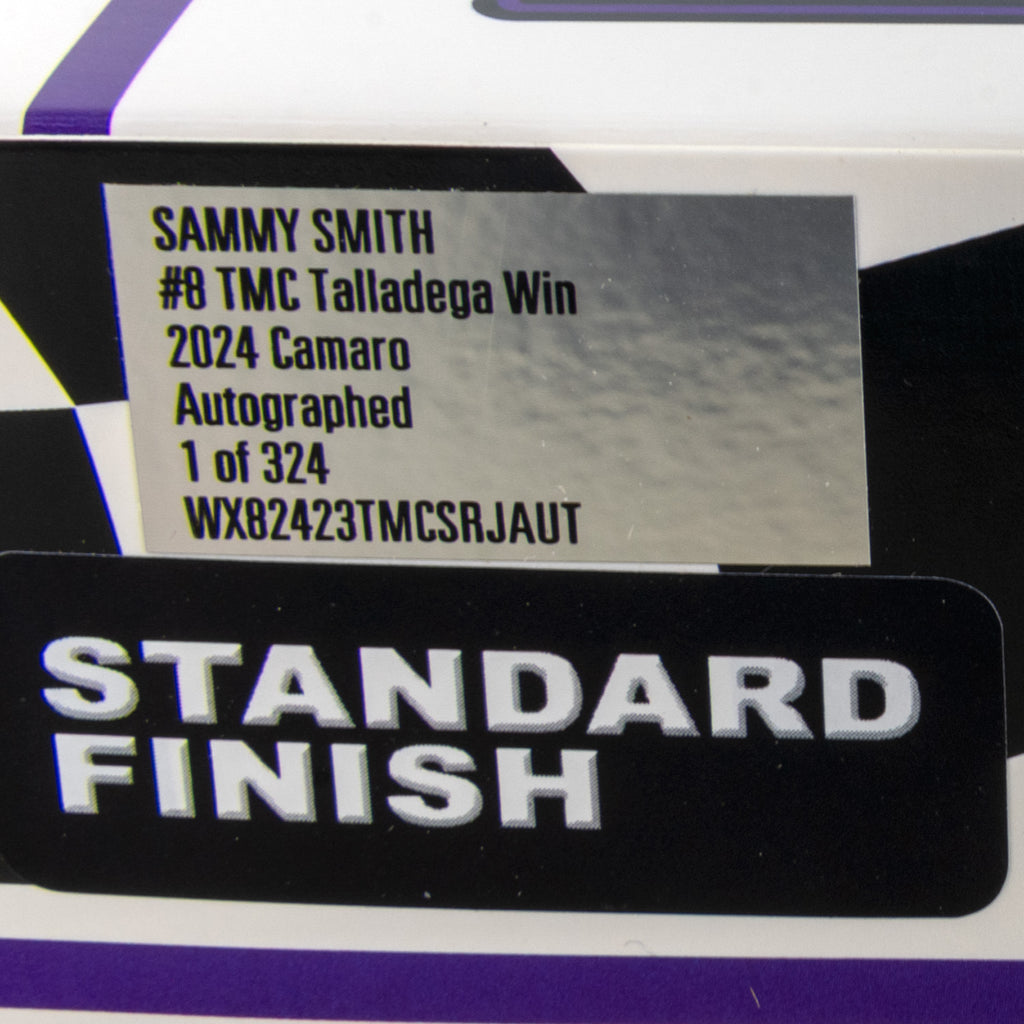 SAMMY SMITH
#8 TMC Talladega Win
2024 Camaro
Autographed
1 of 324
WX82423TMCSRJAUT
STANDARD
FINISH